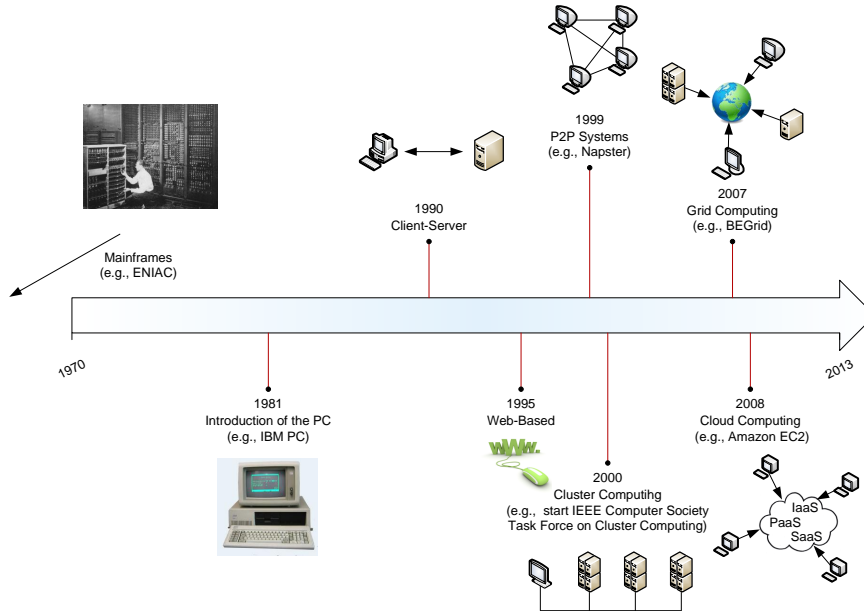 1999
P2P Systems
(e.g., Napster)
2007
Grid Computing
(e.g., BEGrid)
1990
Client-Server
Mainframes
(e.g., ENIAC)
1970
2013
1981
Introduction of the PC
(e.g., IBM PC)
1995
Web-Based
www.
2008
Cloud Computing
(e.g., Amazon EC2)
2000
Cluster Computihg
(e.g., start IEEE Computer Society
Task Force on Cluster Computing)
IaaS
PaaS
SaaS